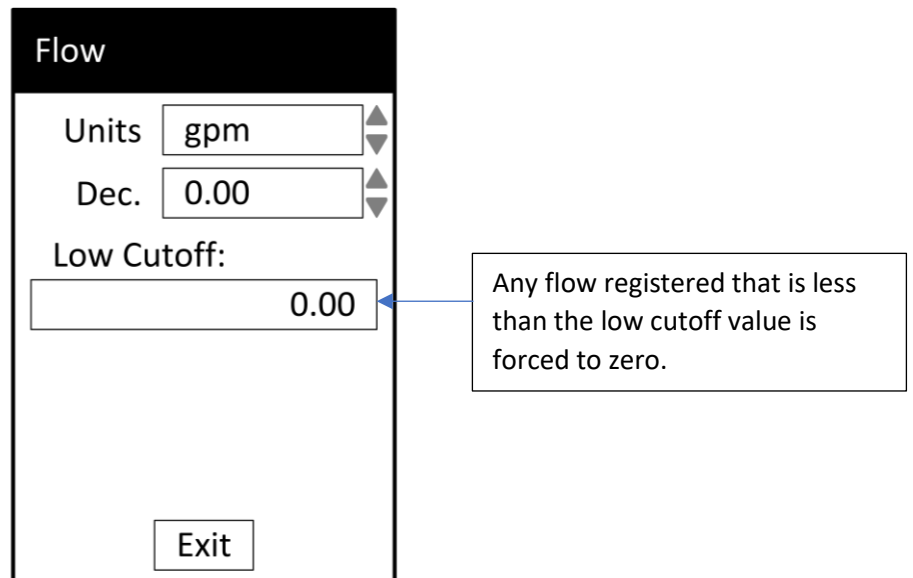 Flow
Units gpm
Dec. 0.00
Low Cutoff:
0.00
Any flow registered that is less
than the low cutoff value is
forced to zero.
Exit